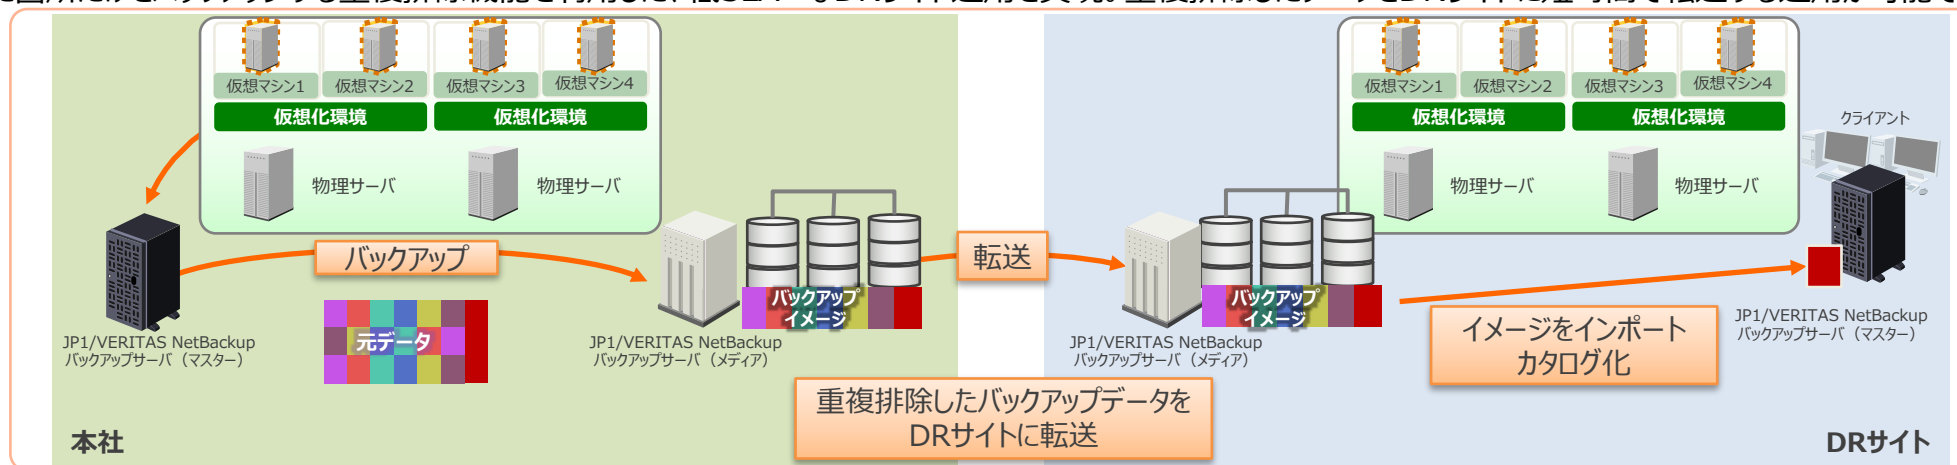 仮想マシン1
仮想マシン2
仮想マシン3
仮想マシン4
仮想化環境
仮想化環境
物理サーバ
物理サーバ
バックアップ
JP1/VERITAS NetBackup
バックアップサーバ（マスター）
元データ
JP1/VERITAS NetBackup
バックアップサーバ（メディア）
バックアップ
イメージ
本社
転送
重複排除したバックアップデータを
DRサイトに転送
仮想マシン1
仮想マシン2
仮想マシン3
仮想マシン4
仮想化環境
仮想化環境
物理サーバ
物理サーバ
クライアント
バックアップ
イメージ
JP1/VERITAS NetBackup
バックアップサーバ（メディア）
イメージをインポート
カタログ化
JP1/VERITAS NetBackup
バックアップサーバ（マスター）
DRサイト